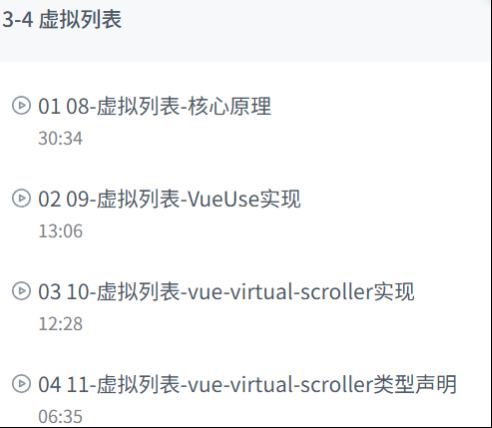 3-4 虚拟列表
01 08-虚拟列表-核心原理
30:34
02 09-虚拟列表-VueUse实现
13:06
03 10-虚拟列表-vue-virtual-scroller实现
12:28
04 11-虚拟列表-vue-virtual-scroller类型声明
06:35